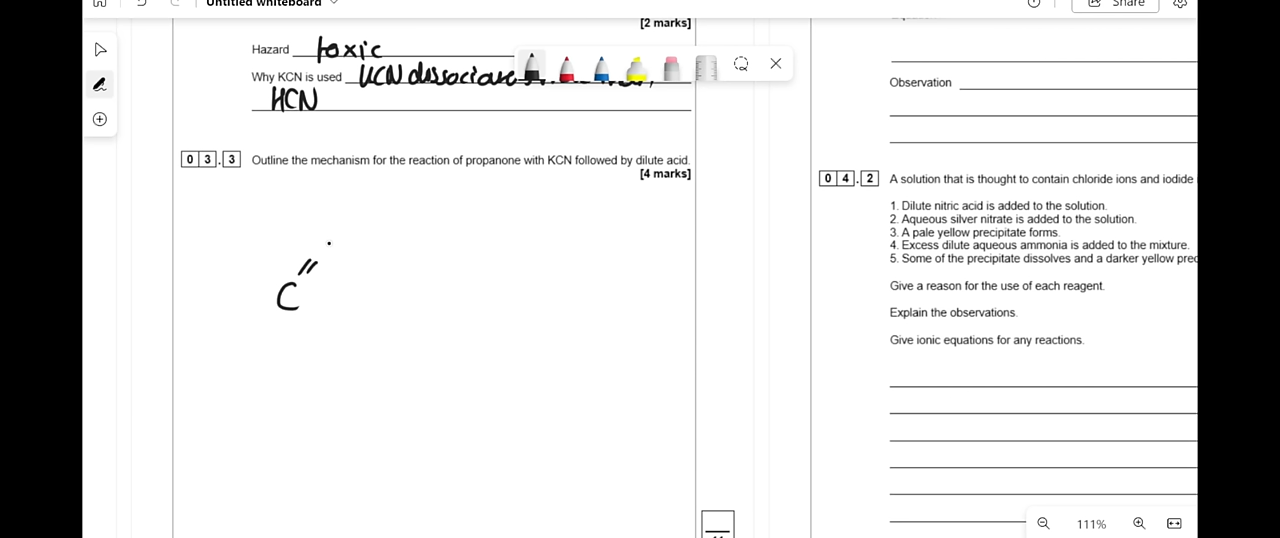 Untitled whiteboard
Share
[2 marks]
Hazard toxic
Why KCN is used KCN dissociate
HCN
0 3 . 3 Outline the mechanism for the reaction of propanone with KCN followed by dilute acid.
[4 marks]
C
Observation
0 4 . 2 A solution that is thought to contain chloride ions and iodide
1. Dilute nitric acid is added to the solution.
2. Aqueous silver nitrate is added to the solution.
3. A pale yellow precipitate forms.
4. Excess dilute aqueous ammonia is added to the mixture.
5. Some of the precipitate dissolves and a darker yellow prec
Give a reason for the use of each reagent.
Explain the observations.
Give ionic equations for any reactions.
111%